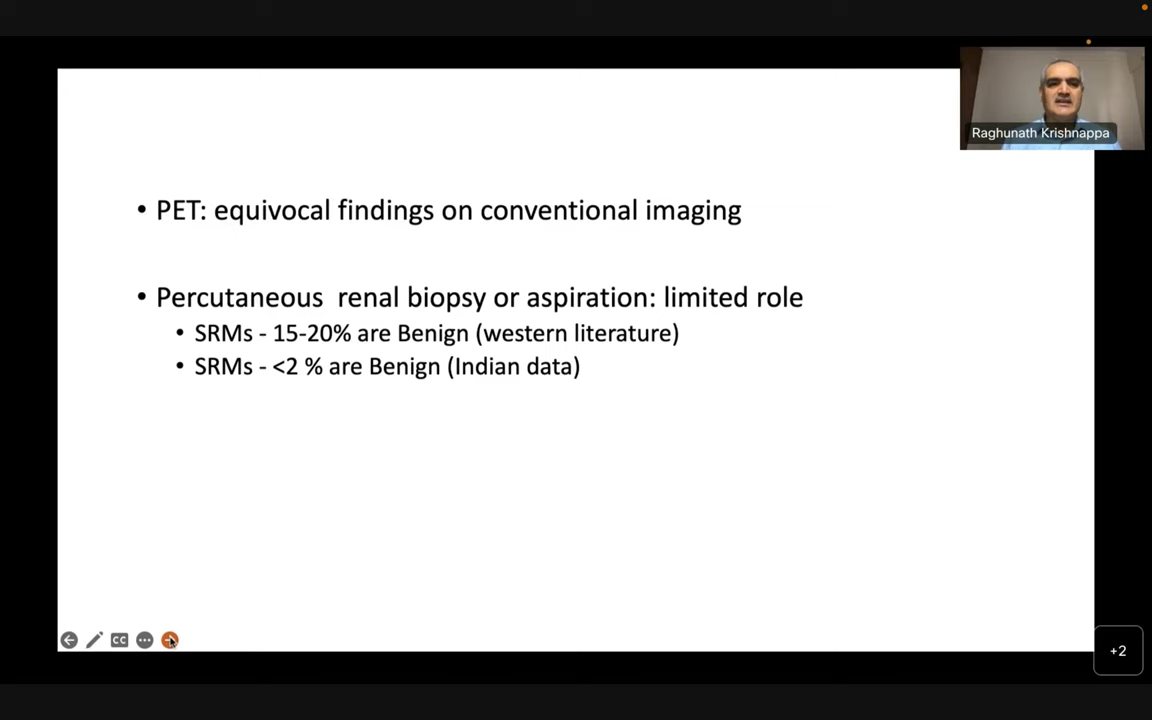 Raghunath Krishnappa
• PET: equivocal findings on conventional imaging
• Percutaneous  renal biopsy or aspiration: limited role
• SRMs - 15-20% are Benign (western literature)
• SRMs - <2 % are Benign (Indian data)
CC
+2